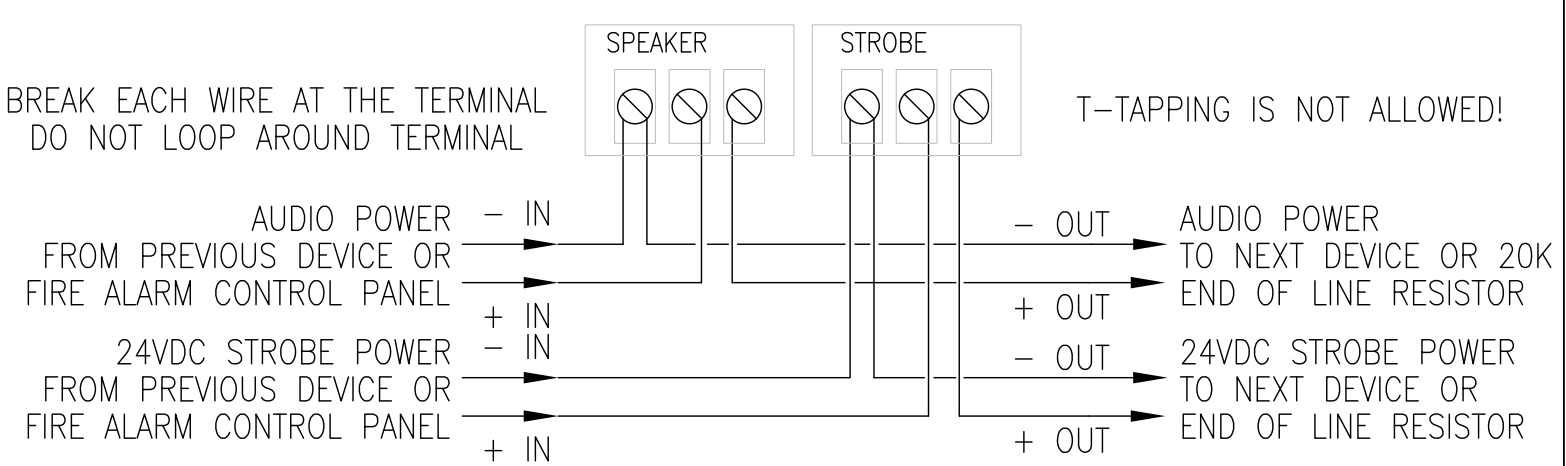 SPEAKER
STROBE
BREAK EACH WIRE AT THE TERMINAL
DO NOT LOOP AROUND TERMINAL
T-TAPPING IS NOT ALLOWED!
AUDIO POWER
FROM PREVIOUS DEVICE OR
FIRE ALARM CONTROL PANEL
- IN
+ IN
- OUT
+ OUT
AUDIO POWER
TO NEXT DEVICE OR 20K
END OF LINE RESISTOR
24VDC STROBE POWER
FROM PREVIOUS DEVICE OR
FIRE ALARM CONTROL PANEL
- IN
+ IN
- OUT
+ OUT
24VDC STROBE POWER
TO NEXT DEVICE OR
END OF LINE RESISTOR